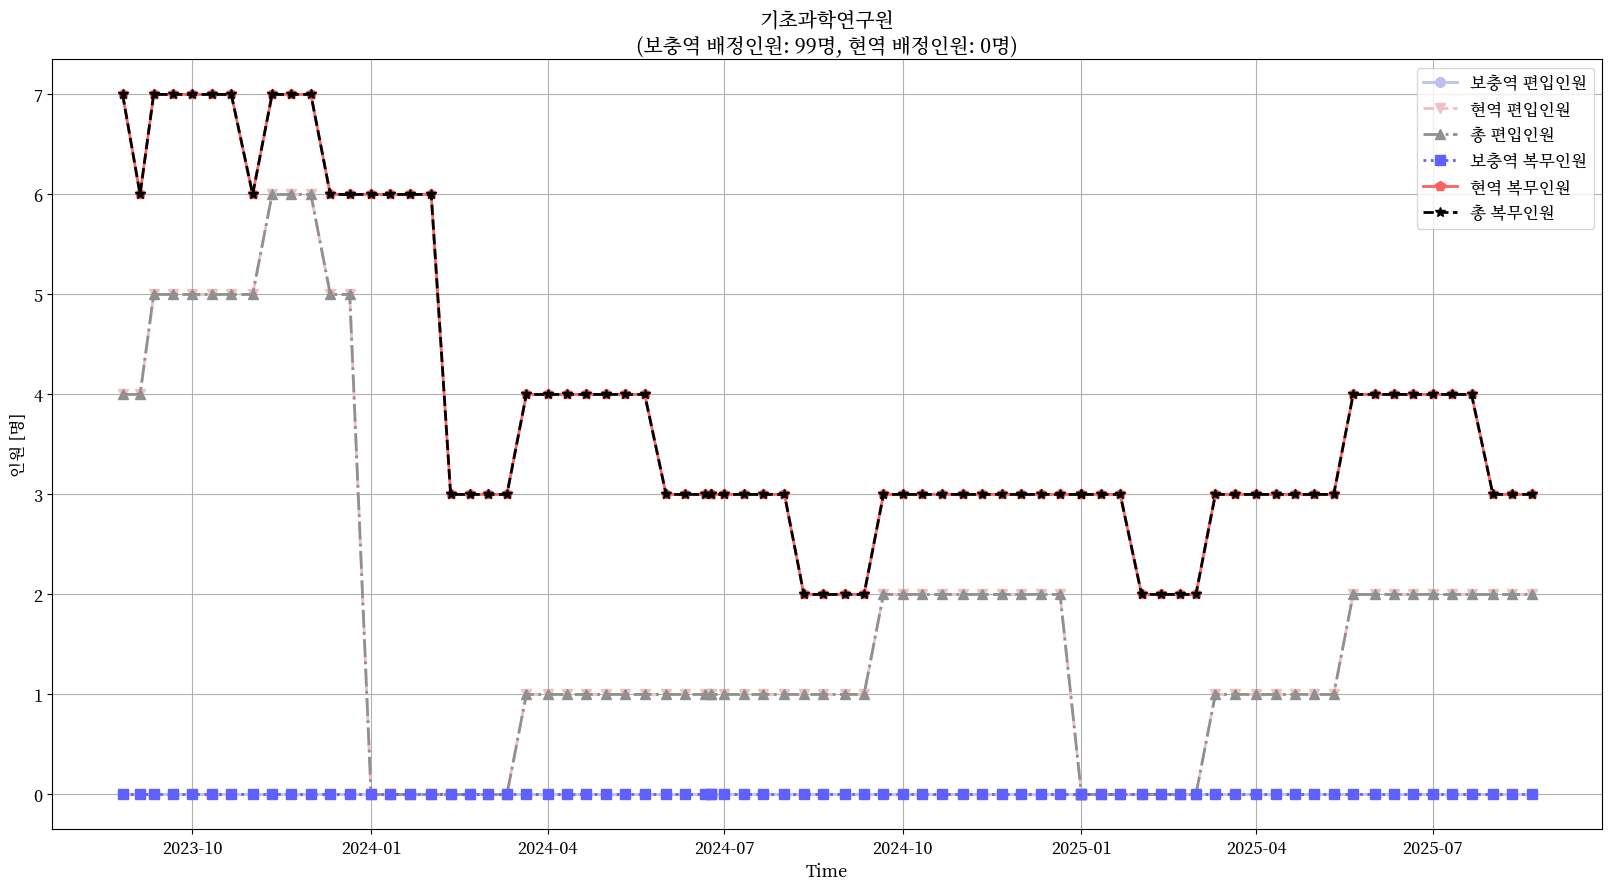 기초과학연구원
(보충역 배정인원: 99명, 현역 배정인원: 0명)
보충역 편입인원
현역 편입인원
총 편입인원
보충역 복무인원
현역 복무인원
총 복무인원
인원 [명]
7
6
5
4
3
2
1
0
2023-10
2024-01
2024-04
2024-07
2024-10
2025-01
2025-04
2025-07
Time